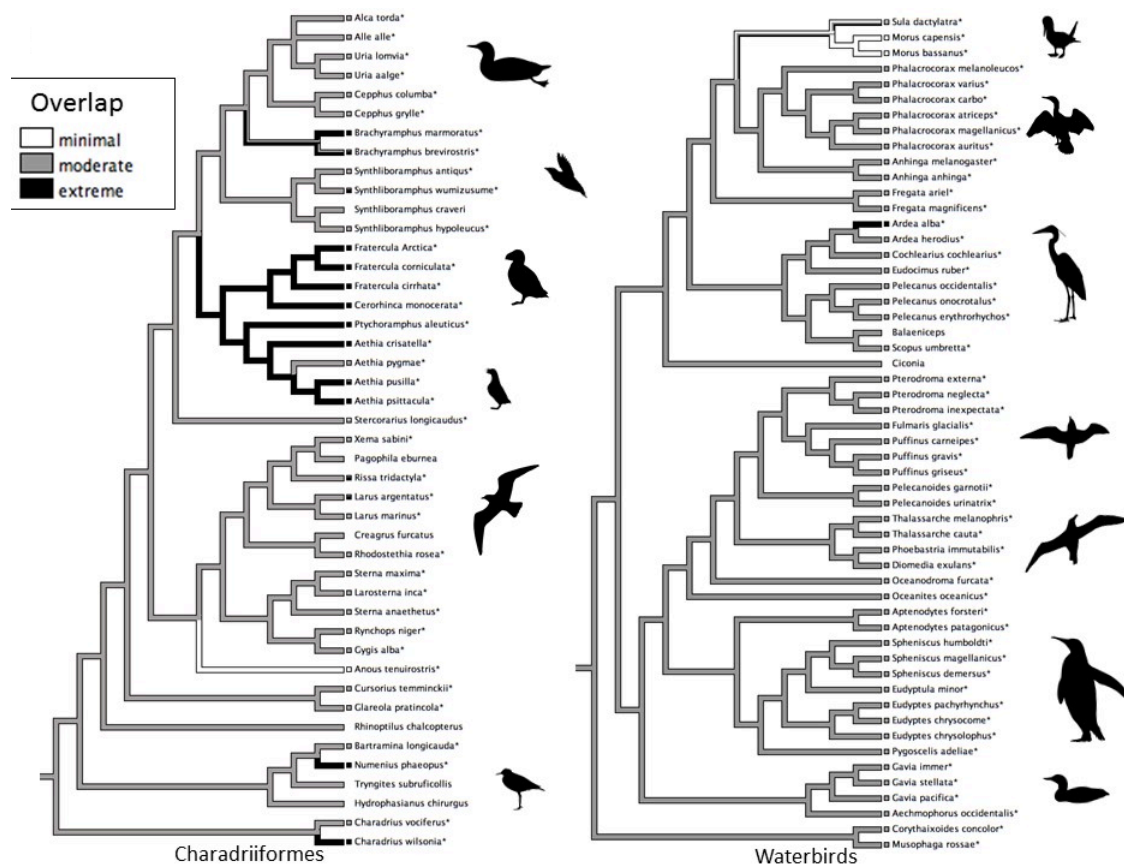 Overlap
minimal
moderate
extreme
Alca torda*
Alle alle*
Uria lomvia*
Uria aalge*
Cepphus columba*
Cepphus grylle*
Brachyramphus marmoratus*
Brachyramphus brevirostris*
Synthliboramphus antiqus*
Synthliboramphus wumizusume*
Synthliboramphus craveri
Synthliboramphus hypoleucus*
Fratercula Arctica*
Fratercula corniculata*
Fratercula cirrhata*
Cerorhinca monocerata*
Ptychoramphus aleuticus*
Aethia crisatella*
Aethia pygmae*
Aethia pusilla*
Aethia psittacula*
Stercorarius longicaudus*
Xema sabini*
Pagophila eburnea
Rissa tridactyla*
Larus argentatus*
Larus marinus*
Creagrus furcatus
Rhodostethia rosea*
Sterna maxima*
Larosterna inca*
Sterna anaethetus*
Rynchops niger*
Gygis alba*
Anous tenuirostris*
Cursorius temminckii*
Glareola pratincola*
Rhinoptilus chalcopterus
Bartramina longicauda*
Numenius phaeopus*
Tryngites subruficollis
Hydrophasianus chirurgus
Charadrius vociferus*
Charadrius wilsonia*
Charadriiformes
Sula dactylatra*
Morus capensis*
Morus bassanus*
Phalacrocorax melanoleucos*
Phalacrocorax varius*
Phalacrocorax carbo*
Phalacrocorax atriceps*
Phalacrocorax magellanicus*
Phalacrocorax auritus*
Anhinga melanogaster*
Anhinga anhinga*
Fregata ariel*
Fregata magnificens*
Ardea alba*
Ardea herodius*
Cochlearius cochlearius*
Eudocimus ruber*
Pelecanus occidentalis*
Pelecanus onocrotalus*
Pelecanus erythrorhychos*
Balaeniceps
Scopus umbretta*
Ciconia
Pterodroma externa*
Pterodroma neglecta*
Pterodroma inexpectata*
Fulmaris glacialis*
Puffinus carneipes*
Puffinus gravis*
Puffinus griseus*
Pelecanoides garnotii*
Pelecanoides urinatrix*
Thalassarche melanophris*
Thalassarche cauta*
Phoebastria immutabilis*
Diomedia exulans*
Oceanodroma furcata*
Oceanites oceanicus*
Aptenodytes forsteri*
Aptenodytes patagonicus*
Spheniscus humboldti*
Spheniscus magellanicus*
Spheniscus demersus*
Eudyptula minor*
Eudyptes pachyrhynchus*
Eudyptes chrysocome*
Eudyptes chrysolophus*
Pygoscelis adeliae*
Gavia immer*
Gavia stellata*
Gavia pacifica*
Aechmophorus occidentalis*
Corythaixoides concolor*
Musophaga rossae*
Waterbirds